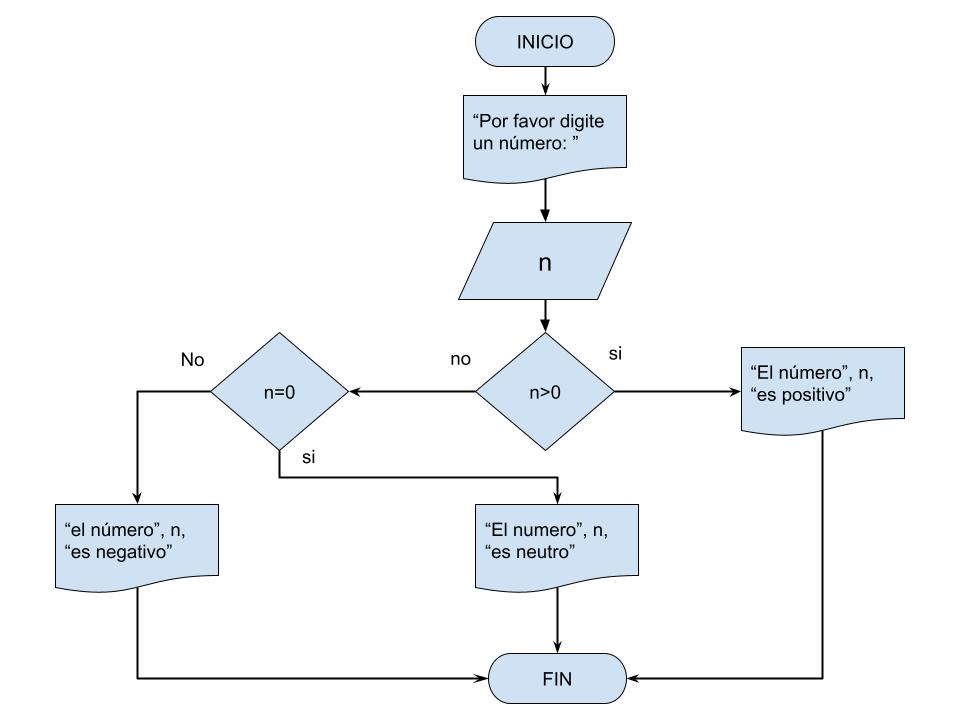 INICIO
“Por favor digite
un número: ”
n
No
no
si
n=0
n>0
“El número”, n,
“es positivo”
si
“el número”, n,
“es negativo”
“El numero”, n,
“es neutro”
FIN